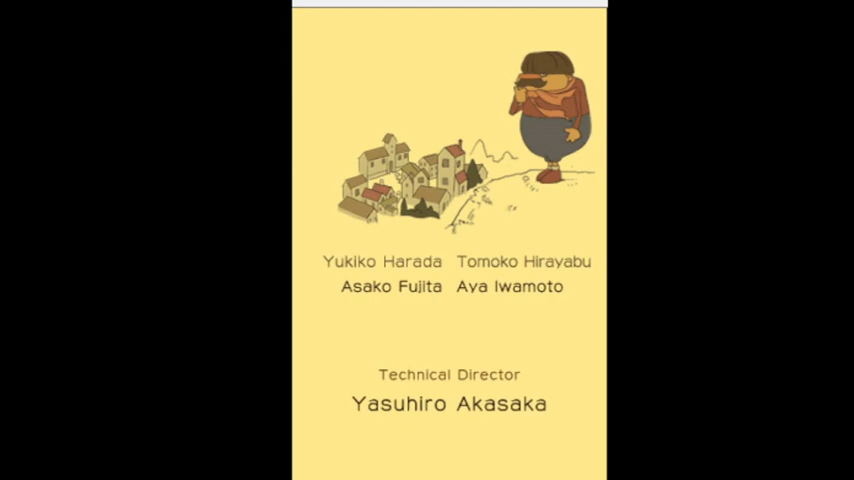 Yukiko Harada Tomoko Hirayabu
Asako Fujita Aya Iwamoto
Technical Director
Yasuhiro Akasaka